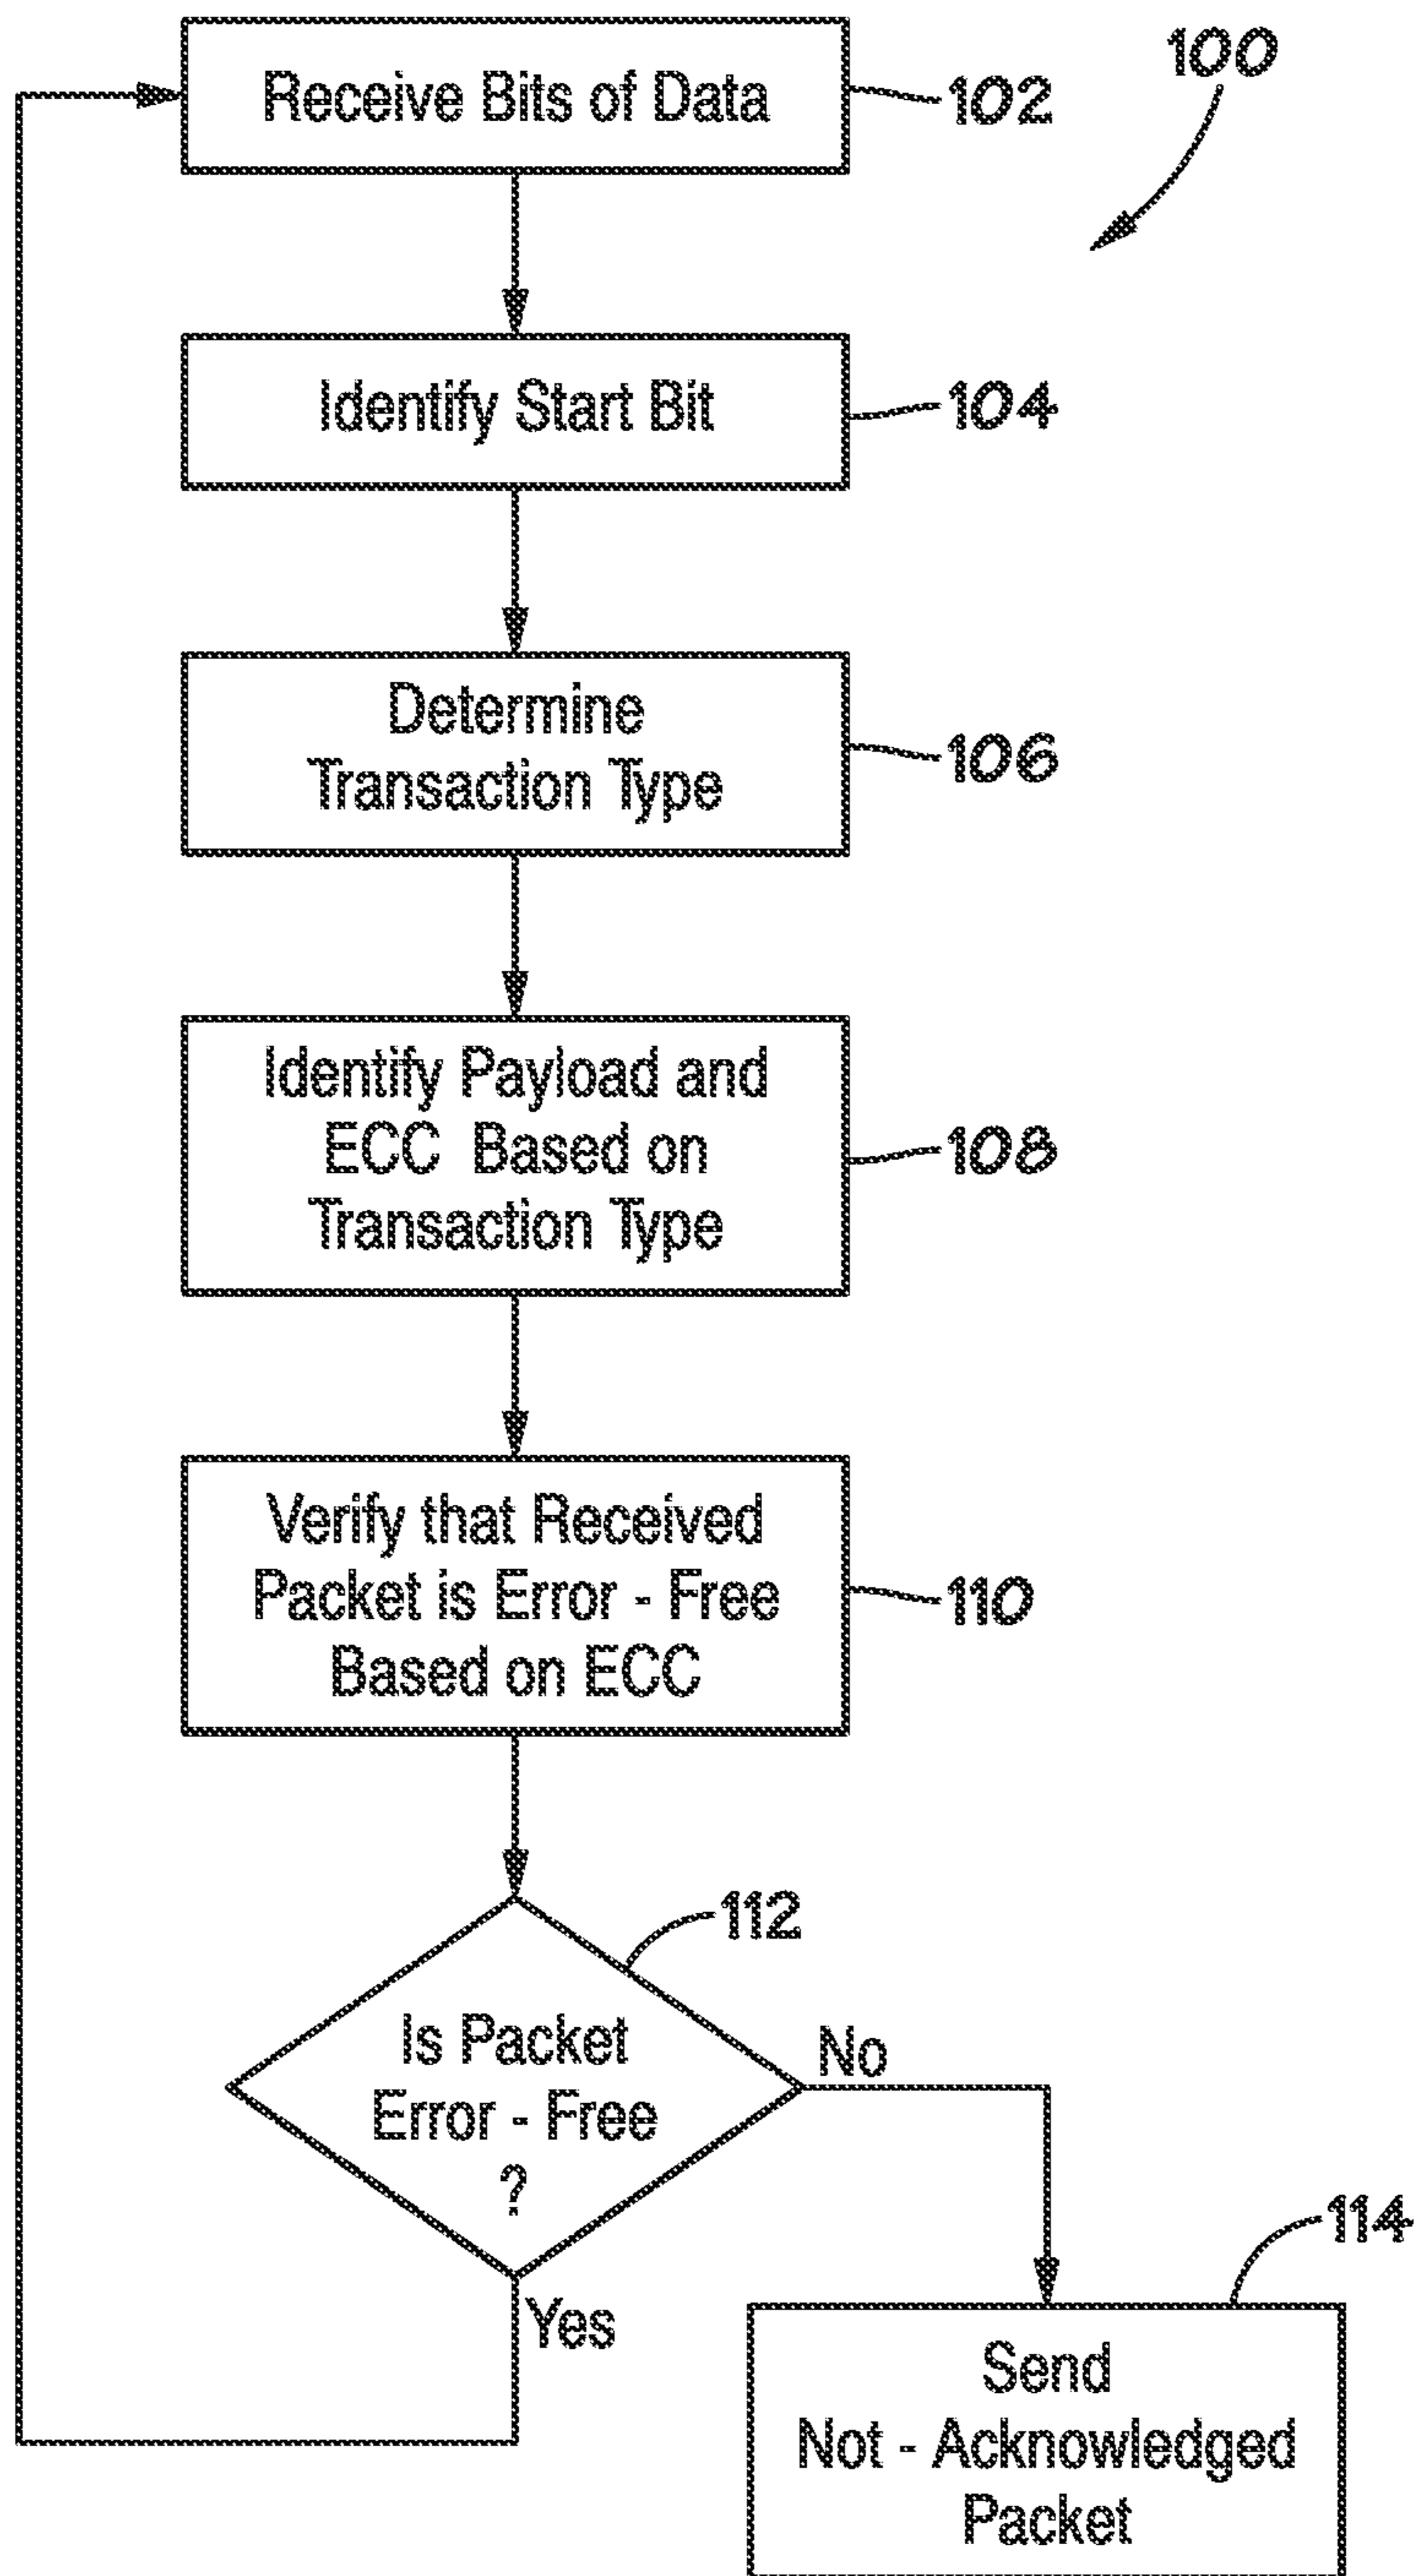 100
Receive Bits of Data
102
Identify Start Bit
104
Determine
Transaction Type
106
Identify Payload and
ECC Based on
Transaction Type
108
Verify that Received
Packet is Error - Free
Based on ECC
110
112
Is Packet
Error - Free
?
No
Yes
114
Send
Not - Acknowledged
Packet